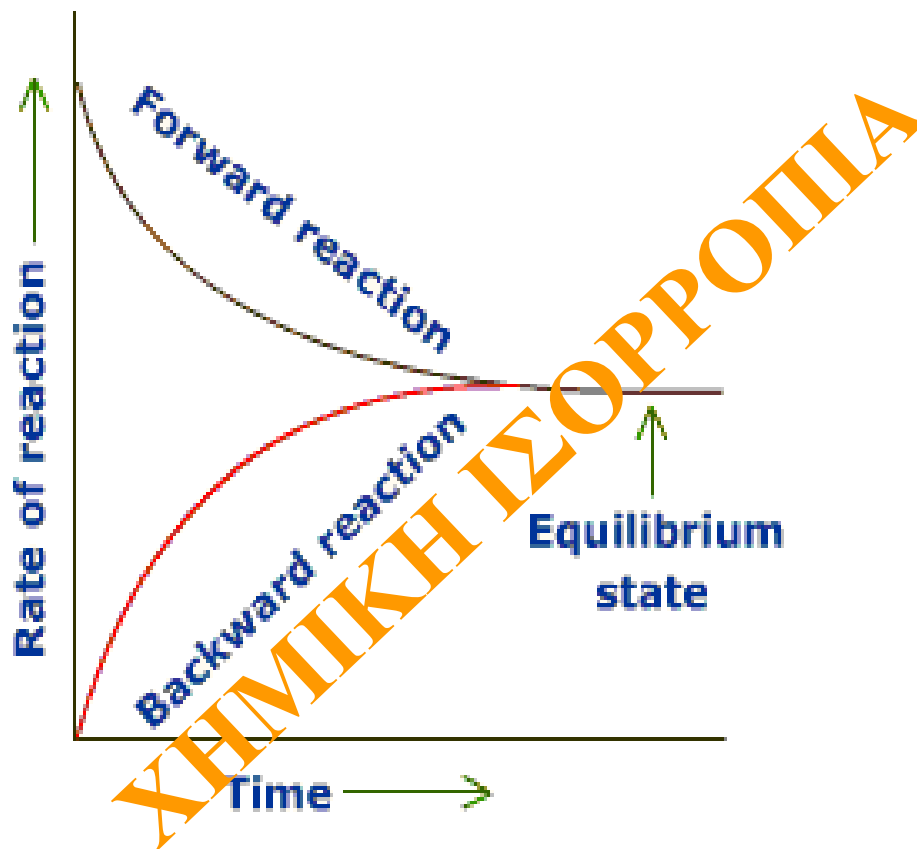 Forward reaction
Rate of reaction
Backward reaction
Equilibrium
state
Time
ΧΗΜΙΚΗ ΙΣΟΡΡΟΠΙΑ